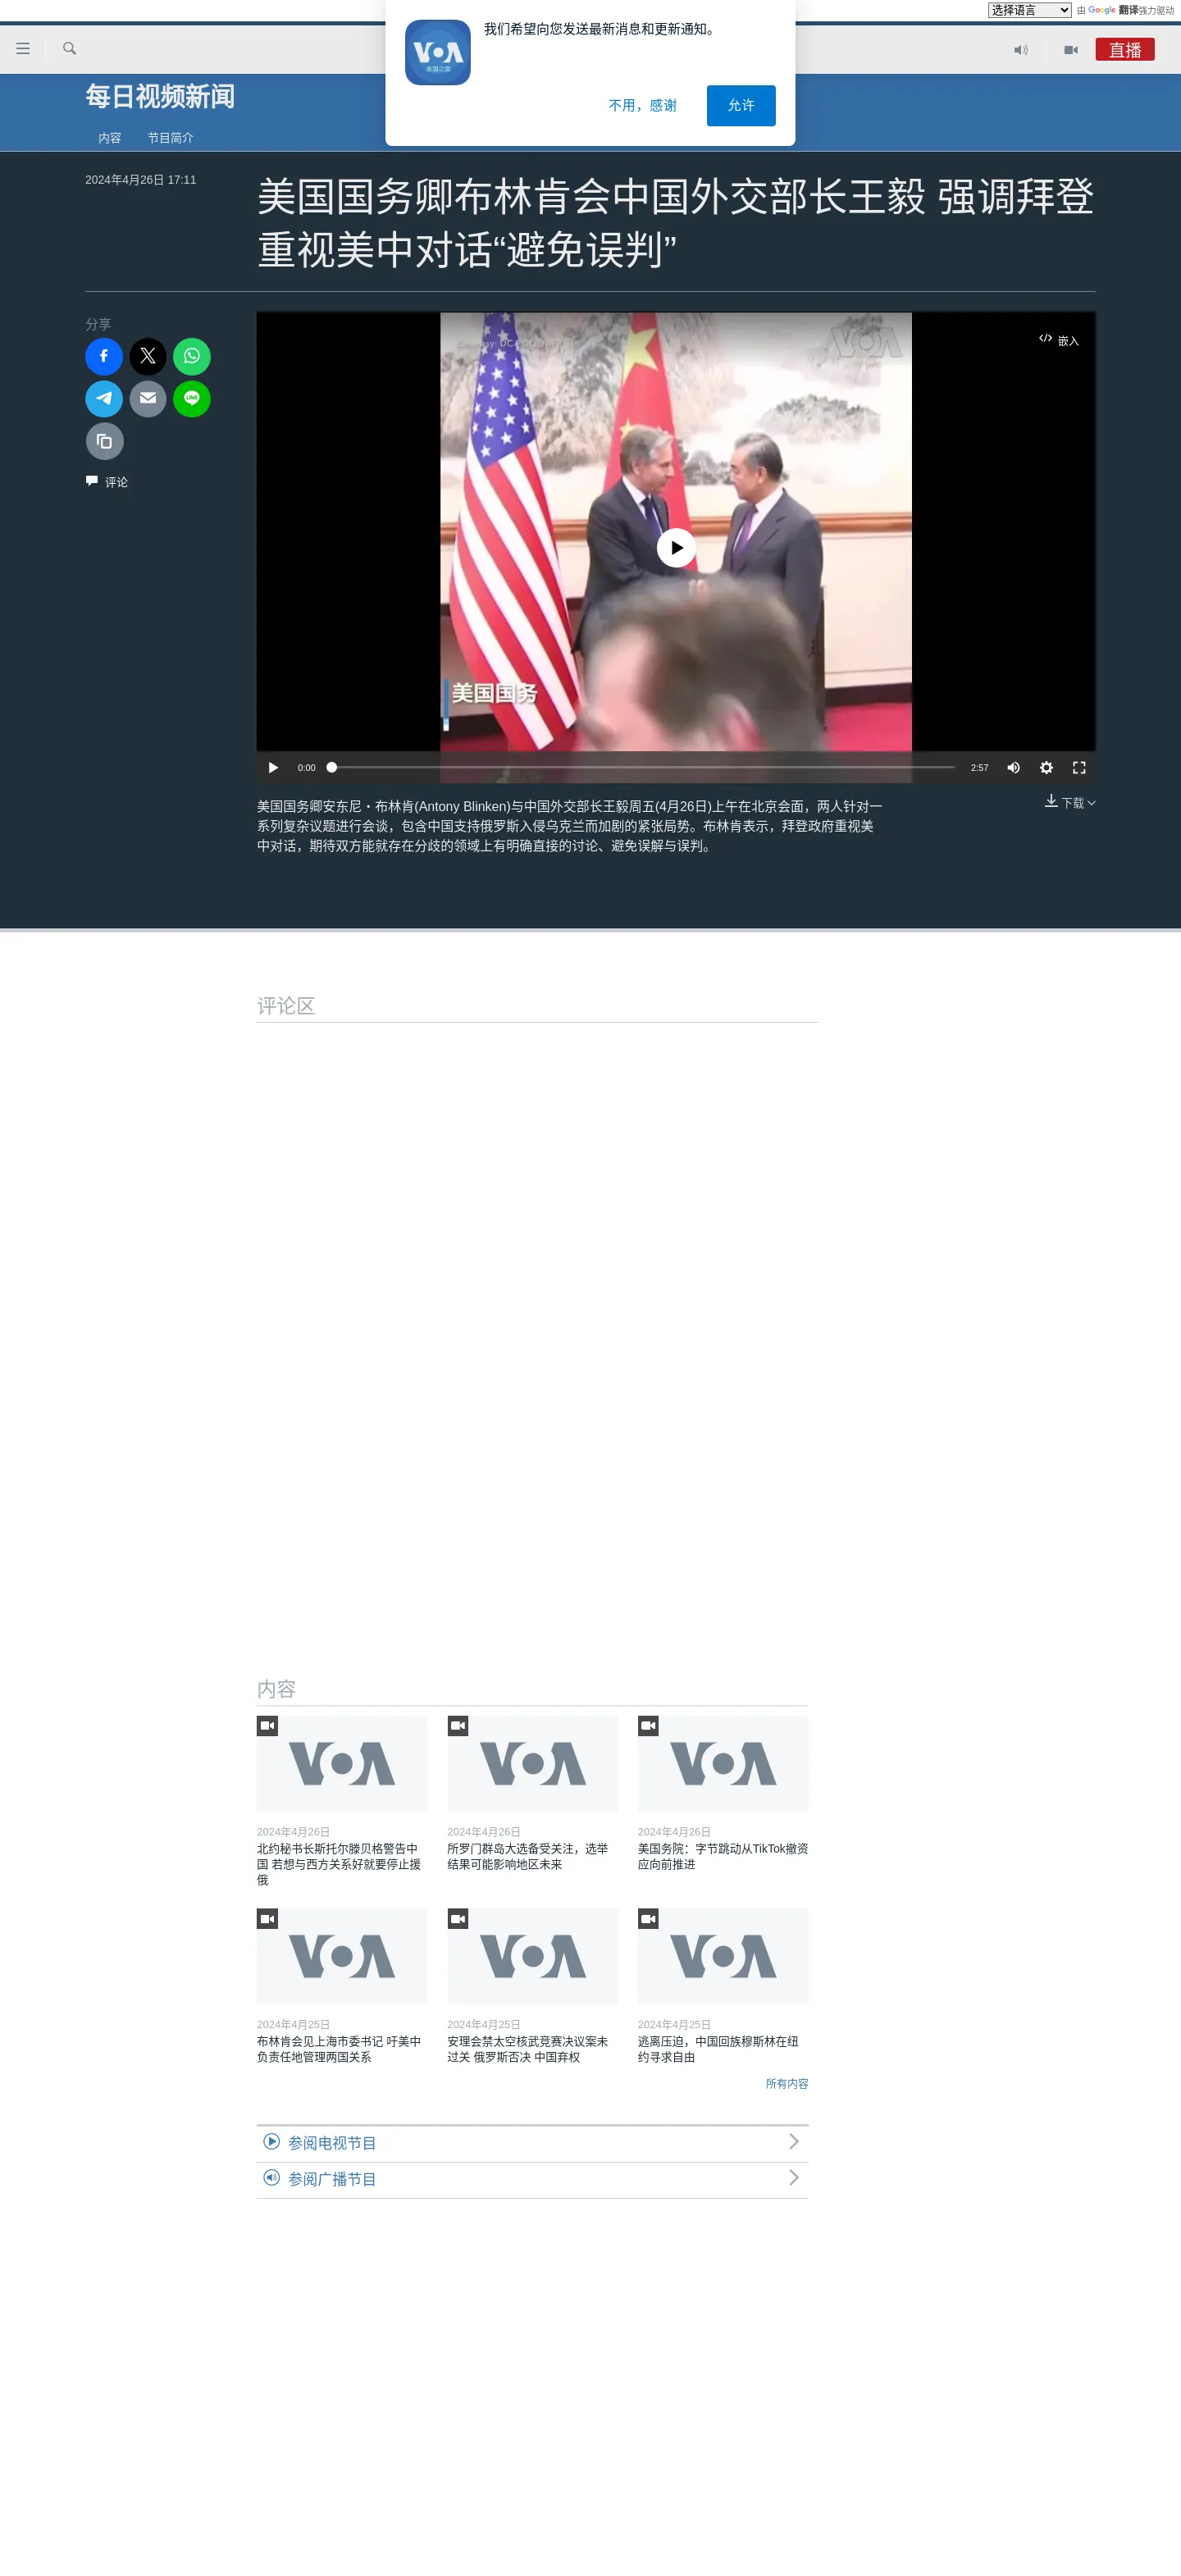 选择语言 由 Google 翻译强力驱动
VOA
美国之音
我们希望向您发送最新消息和更新通知。
不用，感谢
允许
直播
每日视频新闻
内容 节目简介
2024年4月26日 17:11
美国国务卿布林肯会中国外交部长王毅 强调拜登
重视美中对话“避免误判”
分享
评论
VOA
嵌入
美国国务
0:00
2:57
美国国务卿安东尼·布林肯(Antony Blinken)与中国外交部长王毅周五(4月26日)上午在北京会面，两人针对一
系列复杂议题进行会谈，包含中国支持俄罗斯入侵乌克兰而加剧的紧张局势。布林肯表示，拜登政府重视美
中对话，期待双方能就存在分歧的领域上有明确直接的讨论、避免误解与误判。
下载
评论区
内容
VOA
VOA
VOA
2024年4月26日
北约秘书长斯托尔滕贝格警告中
国 若想与西方关系好就要停止援
俄
2024年4月26日
所罗门群岛大选备受关注，选举
结果可能影响地区未来
2024年4月26日
美国务院：字节跳动从TikTok撤资
应向前推进
VOA
VOA
VOA
2024年4月25日
布林肯会见上海市委书记 吁美中
负责任地管理两国关系
2024年4月25日
安理会禁太空核武竞赛决议案未
过关 俄罗斯否决 中国弃权
2024年4月25日
逃离压迫，中国回族穆斯林在纽
约寻求自由
所有内容
参阅电视节目
参阅广播节目